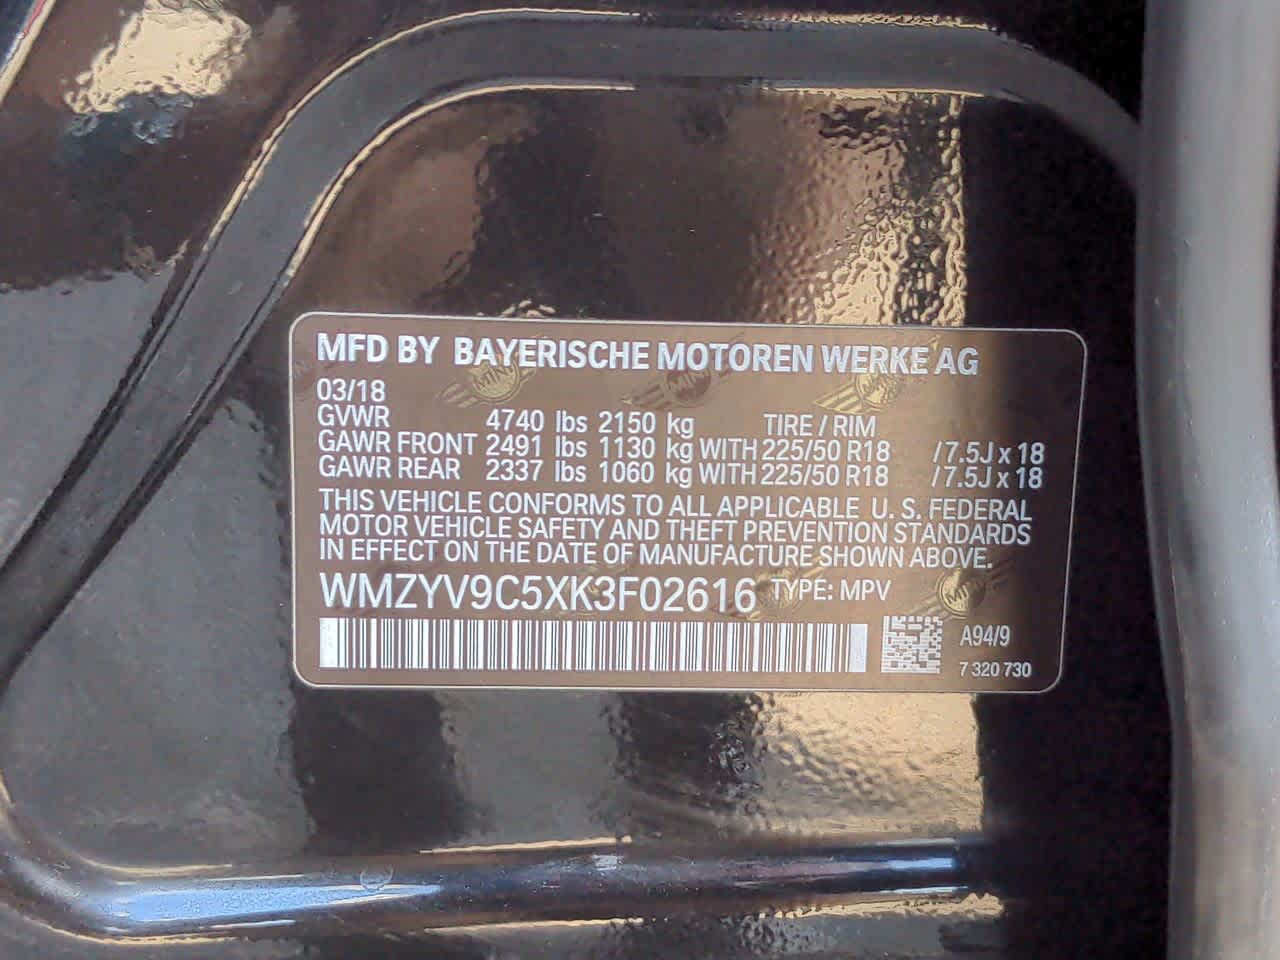 MFD BY BAYERISCHE MOTOREN WERKE AG
03/18
GVWR 4740 lbs 2150 kg TIRE / RIM
GAWR FRONT 2491 lbs 1130 kg WITH 225/50 R18 /7.5J x 18
GAWR REAR 2337 lbs 1060 kg WITH 225/50 R18 /7.5J x 18
THIS VEHICLE CONFORMS TO ALL APPLICABLE U. S. FEDERAL
MOTOR VEHICLE SAFETY AND THEFT PREVENTION STANDARDS
IN EFFECT ON THE DATE OF MANUFACTURE SHOWN ABOVE.
WMZYV9C5XK3F02616 TYPE: MPV
A94/9
7 320 730
MINI
MINI
MINI